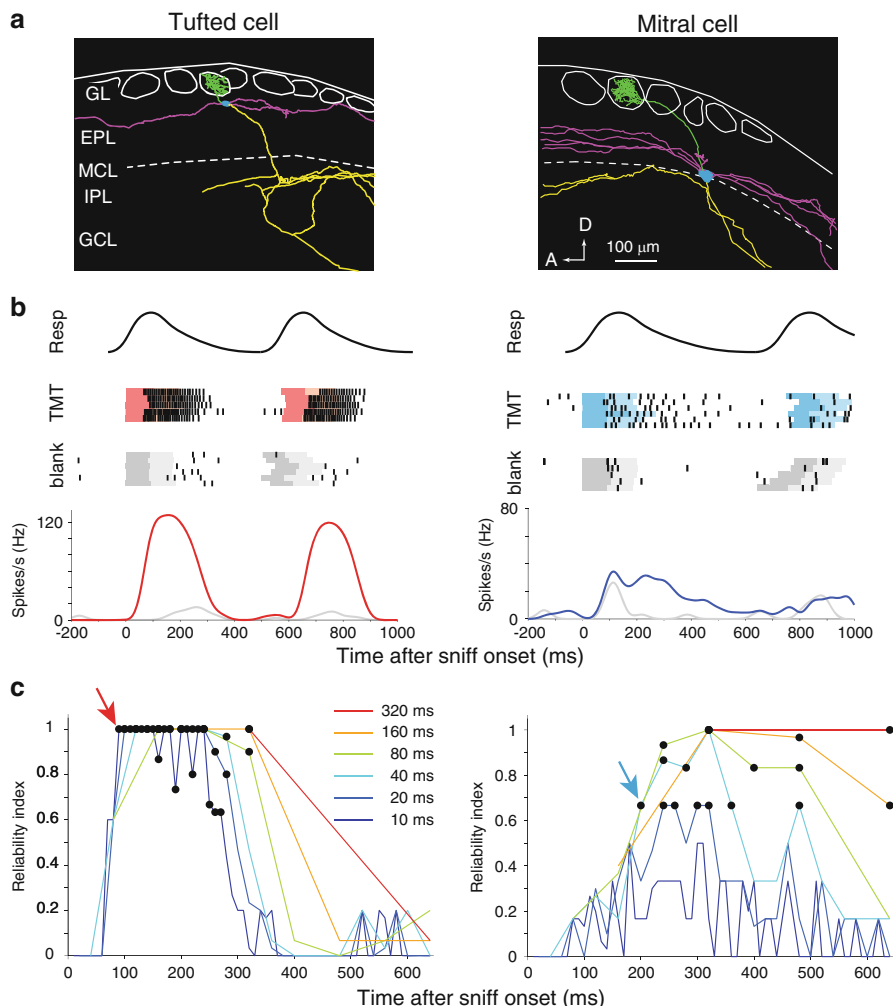 a
Tufted cell
Mitral cell
GL
EPL
MCL
IPL
GCL
D
A
100 μm
b
Resp
TMT
blank
Spikes/s (Hz)
120
0
-200 0 200 400 600 800 1000
80
0
-200 0 200 400 600 800 1000
Time after sniff onset (ms)
c
Reliability index
1
0.8
0.6
0.4
0.2
0
0 100 200 300 400 500 600
320 ms
160 ms
80 ms
40 ms
20 ms
10 ms
Resp
TMT
blank
Spikes/s (Hz)
Reliability index
1
0.8
0.6
0.4
0.2
0
0 200 400 600
Time after sniff onset (ms)